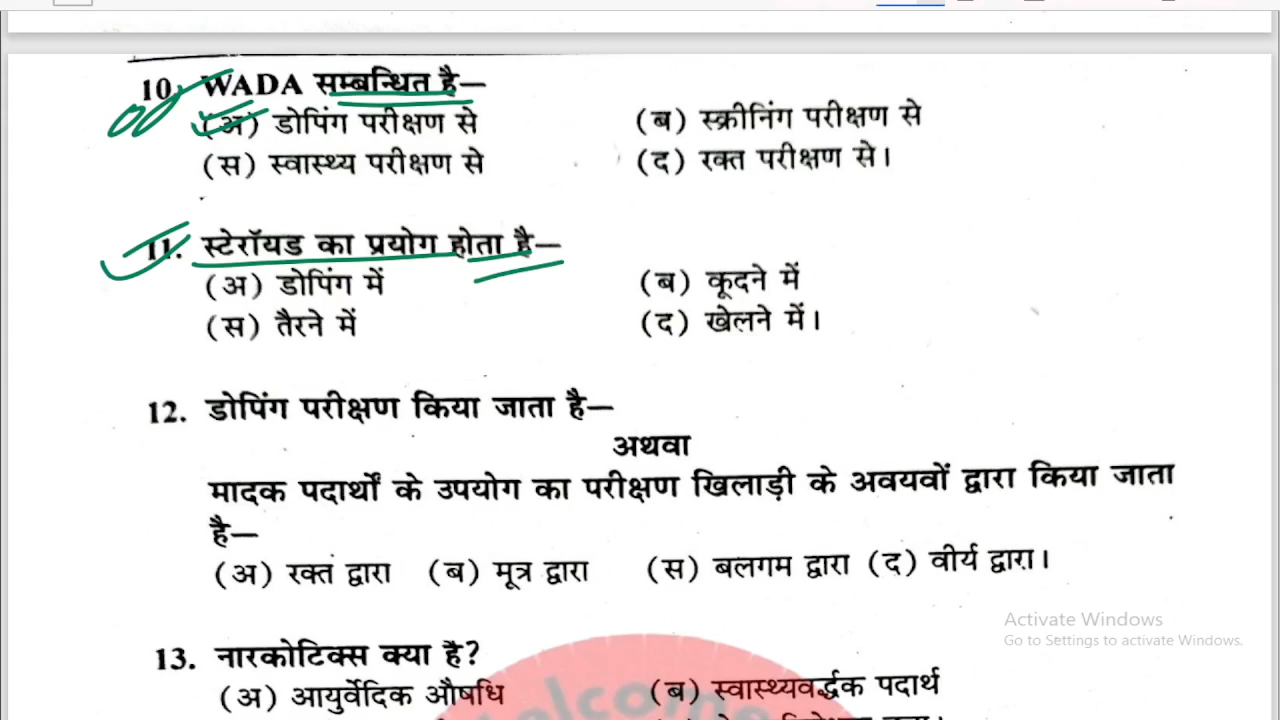 10. WADA सम्बन्धित है—
(अ) डोपिंग परीक्षण से (ब) स्क्रीनिंग परीक्षण से
(स) स्वास्थ्य परीक्षण से (द) रक्त परीक्षण से।
11. स्टेरॉयड का प्रयोग होता है—
(अ) डोपिंग में (ब) कूदने में
(स) तैरने में (द) खेलने में।
12. डोपिंग परीक्षण किया जाता है—
अथवा
मादक पदार्थों के उपयोग का परीक्षण खिलाड़ी के अवयवों द्वारा किया जाता
है—
(अ) रक्त द्वारा (ब) मूत्र द्वारा (स) बलगम द्वारा (द) वीर्य द्वारा।
Activate Windows
Go to Settings to activate Windows.
13. नारकोटिक्स क्या है?
(अ) आयुर्वेदिक औषधि (ब) स्वास्थ्यवर्द्धक पदार्थ
elcome